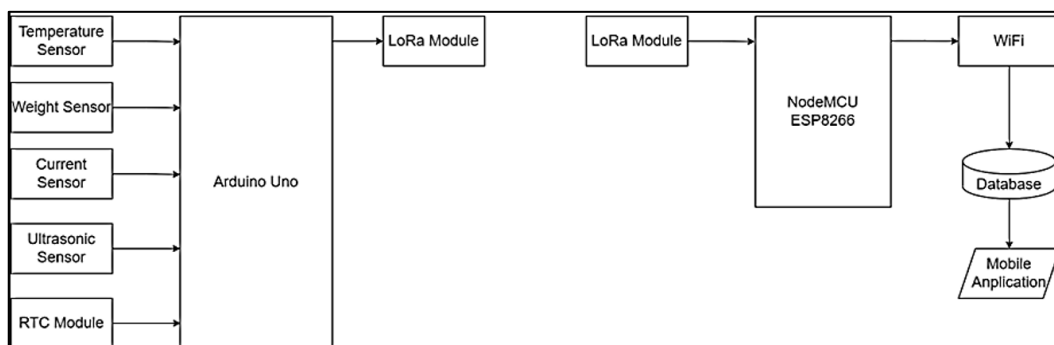 Temperature
Sensor
LoRa Module
LoRa Module
WiFi
Weight Sensor
NodeMCU
ESP8266
Current
Sensor
Arduino Uno
Database
Ultrasonic
Sensor
Mobile
Anplication
RTC Module